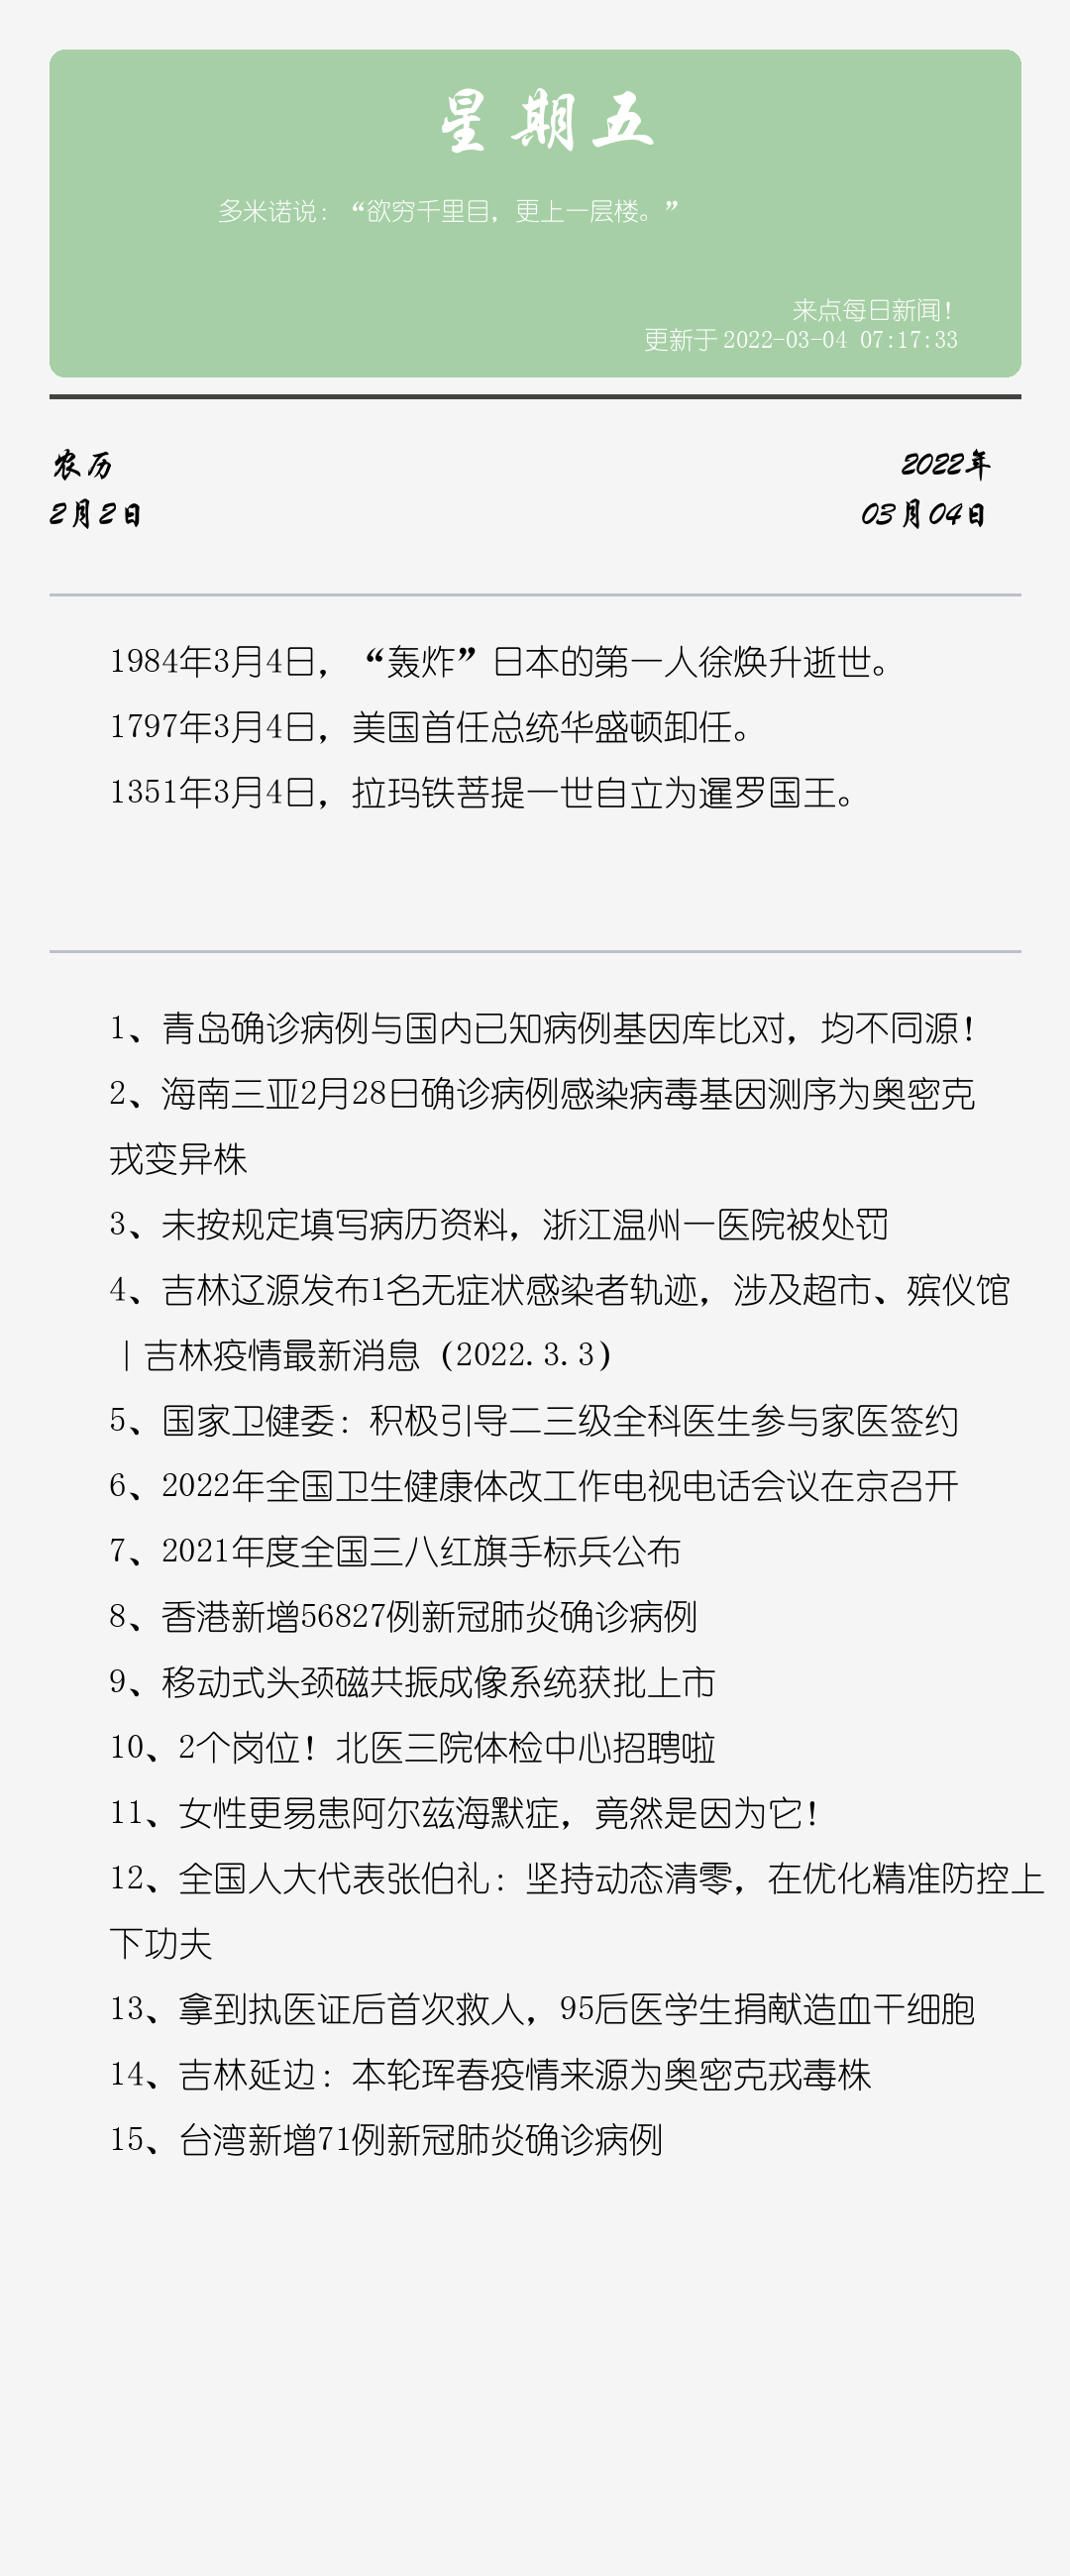 星期五
多米诺说：“欲穷千里目，更上一层楼。”
来点每日新闻！
更新于 2022-03-04 07:17:33
农历
2月2日
2022年
03月04日
1984年3月4日，“轰炸”日本的第一人徐焕升逝世。
1797年3月4日，美国首任总统华盛顿卸任。
1351年3月4日，拉玛铁菩提一世自立为暹罗国王。
1、青岛确诊病例与国内已知病例基因库比对，均不同源！
2、海南三亚2月28日确诊病例感染病毒基因测序为奥密克
戎变异株
3、未按规定填写病历资料，浙江温州一医院被处罚
4、吉林辽源发布1名无症状感染者轨迹，涉及超市、殡仪馆
｜吉林疫情最新消息（2022.3.3）
5、国家卫健委：积极引导二三级全科医生参与家医签约
6、2022年全国卫生健康体改工作电视电话会议在京召开
7、2021年度全国三八红旗手标兵公布
8、香港新增56827例新冠肺炎确诊病例
9、移动式头颈磁共振成像系统获批上市
10、2个岗位！北医三院体检中心招聘啦
11、女性更易患阿尔兹海默症，竟然是因为它！
12、全国人大代表张伯礼：坚持动态清零，在优化精准防控上
下功夫
13、拿到执医证后首次救人，95后医学生捐献造血干细胞
14、吉林延边：本轮珲春疫情来源为奥密克戎毒株
15、台湾新增71例新冠肺炎确诊病例